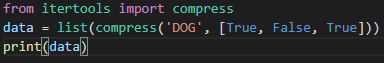 from itertools import compress
data = list(compress('DOG', [True, False, True]))
print(data)